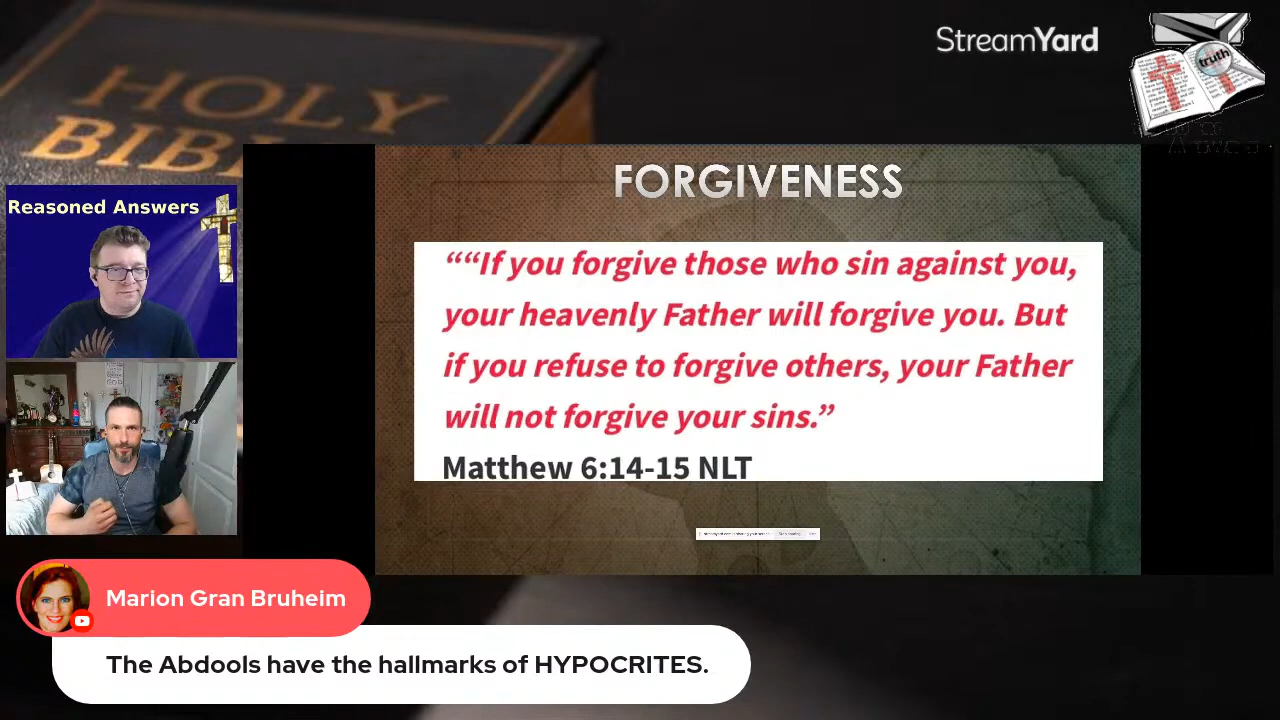 StreamYard
truth
HOLY
BIBL
FORGIVENESS
““If you forgive those who sin against you,
your heavenly Father will forgive you. But
if you refuse to forgive others, your Father
will not forgive your sins.”
Matthew 6:14-15 NLT
Reasoned Answers
Marion Gran Bruheim
The Abdools have the hallmarks of HYPOCRITES.